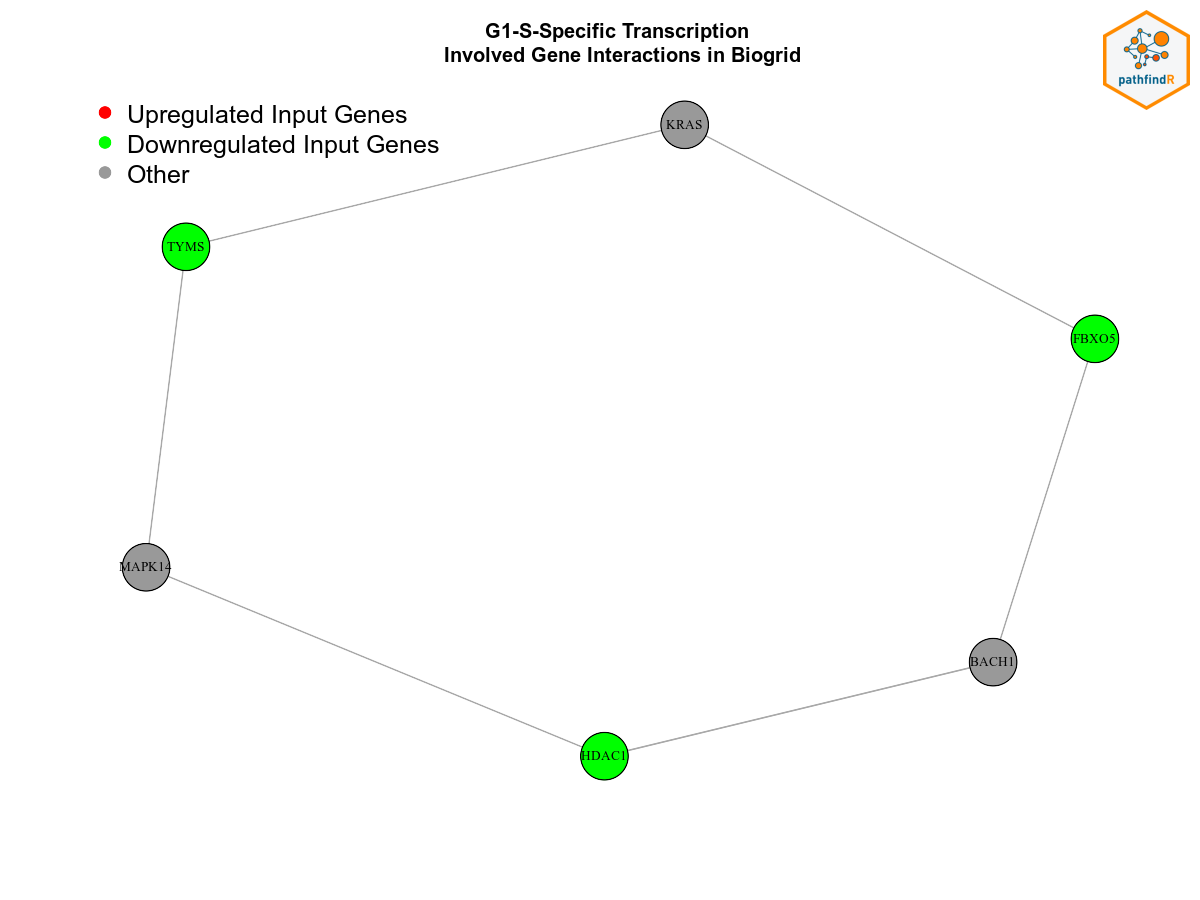 G1-S-Specific Transcription
Involved Gene Interactions in Biogrid
pathfindR
Upregulated Input Genes
Downregulated Input Genes
Other
KRAS
TYMS
FBXO5
MAPK14
BACH1
HDAC1